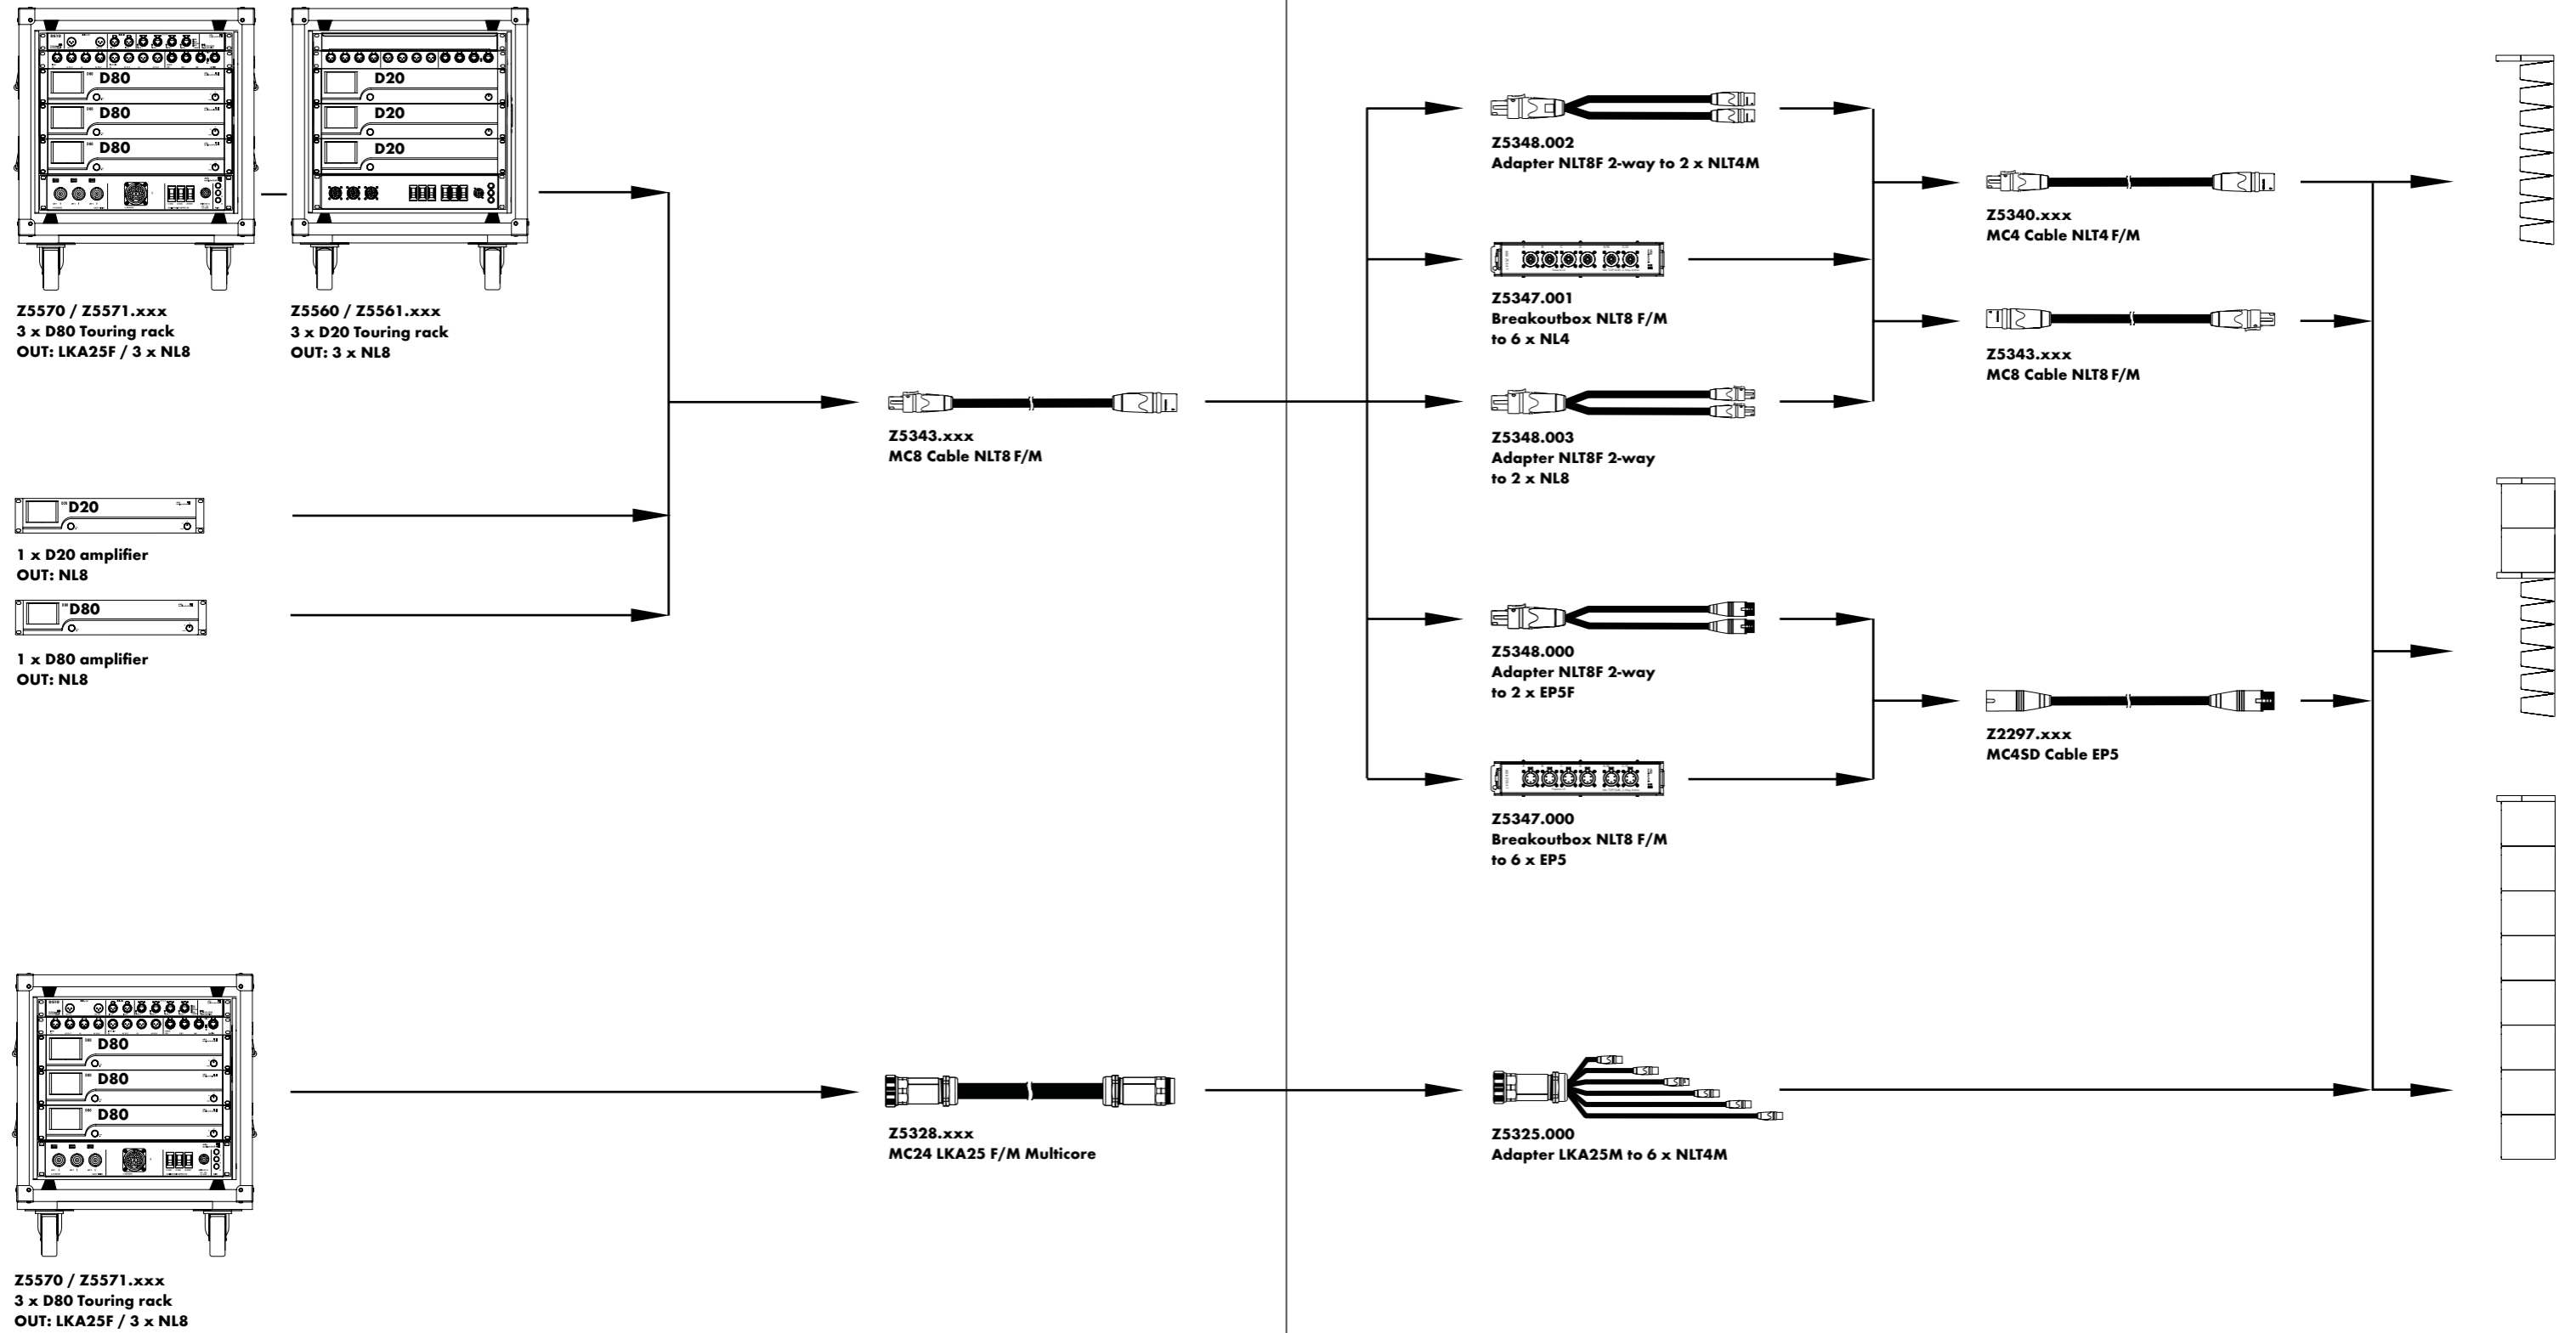 D80
D80
D80
Z5570 / Z5571.xxx
3 x D80 Touring rack
OUT: LKA25F / 3 x NL8
D20
D20
D20
Z5560 / Z5561.xxx
3 x D20 Touring rack
OUT: 3 x NL8
D20
1 x D20 amplifier
OUT: NL8
D80
1 x D80 amplifier
OUT: NL8
D80
D80
D80
Z5570 / Z5571.xxx
3 x D80 Touring rack
OUT: LKA25F / 3 x NL8
Z5343.xxx
MC8 Cable NLT8 F/M
Z5328.xxx
MC24 LKA25 F/M Multicore
Z5348.002
Adapter NLT8F 2-way to 2 x NLT4M
Z5347.001
Breakoutbox NLT8 F/M
to 6 x NL4
Z5348.003
Adapter NLT8F 2-way
to 2 x NL8
Z5348.000
Adapter NLT8F 2-way
to 2 x EP5F
Z5347.000
Breakoutbox NLT8 F/M
to 6 x EP5
Z5325.000
Adapter LKA25M to 6 x NLT4M
Z5340.xxx
MC4 Cable NLT4 F/M
Z5343.xxx
MC8 Cable NLT8 F/M
Z2297.xxx
MC4SD Cable EP5